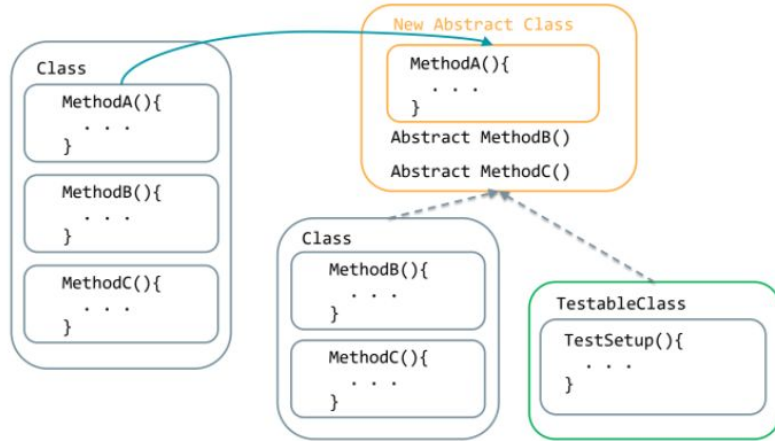 Class
MethodA(){
. . .
}
MethodB(){
. . .
}
MethodC(){
. . .
}
New Abstract Class
MethodA(){
. . .
}
Abstract MethodB()
Abstract MethodC()
Class
MethodB(){
. . .
}
MethodC(){
. . .
}
TestableClass
TestSetup(){
. . .
}